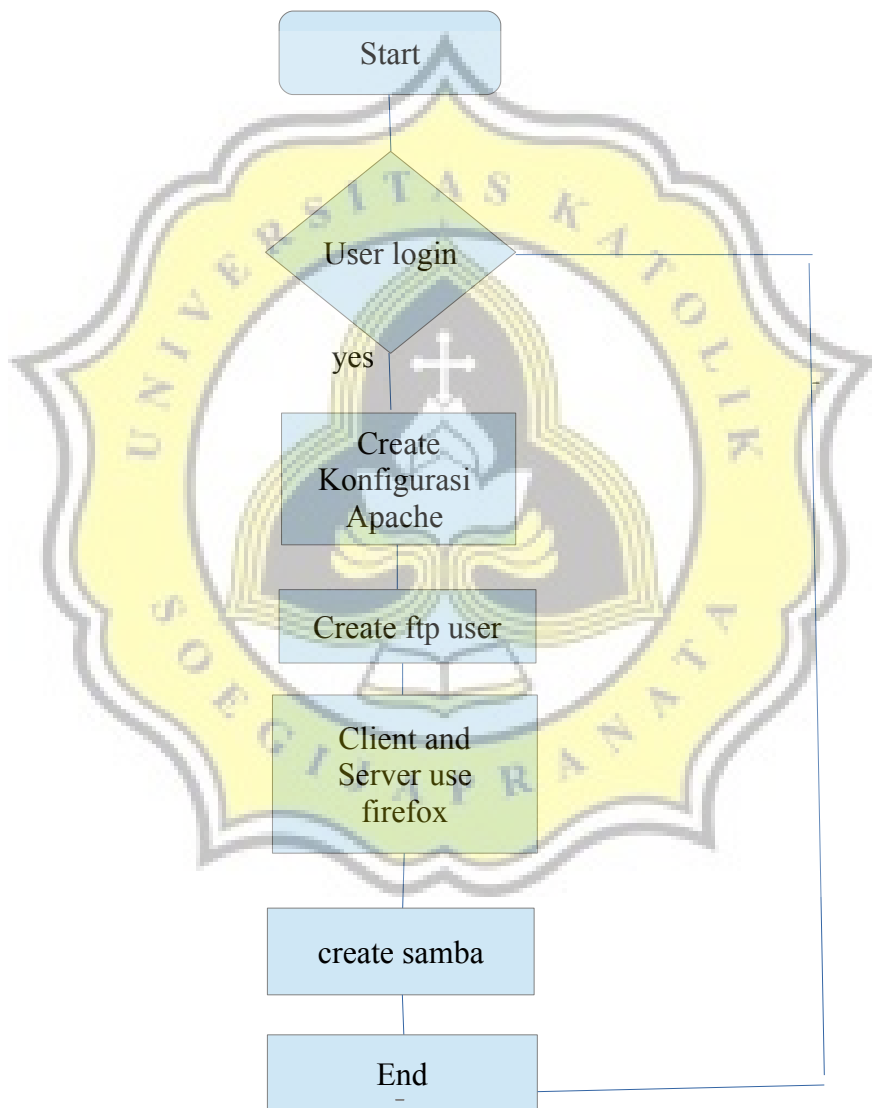 Start
UNIVERSITAS KATOLIK
User login
yes
Create
Konfigurasi
Apache
Create ftp user
SOEGIJAPRANATA
Client and
Server use
firefox
create samba
End